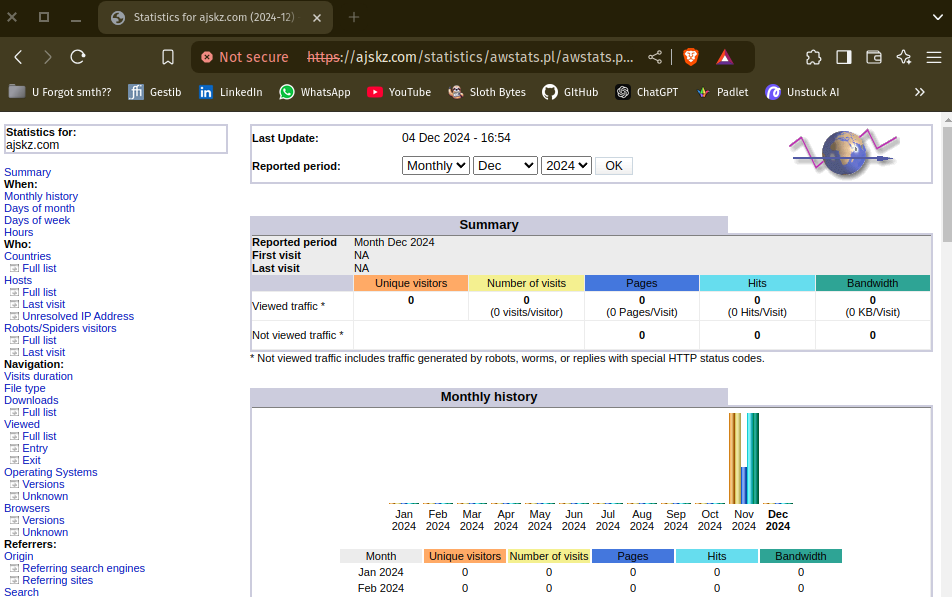 Statistics for ajskz.com (2024-12)
Not secure https://ajskz.com/statistics/awstats.pl/awstats.p...
U Forgot smth?? Gestib LinkedIn WhatsApp YouTube Sloth Bytes GitHub ChatGPT Padlet Unstuck AI »
Statistics for:
ajskz.com
Summary
When:
Monthly history
Days of month
Days of week
Hours
Who:
Countries
Full list
Hosts
Full list
Last visit
Unresolved IP Address
Robots/Spiders visitors
Full list
Last visit
Navigation:
Visits duration
File type
Downloads
Full list
Viewed
Full list
Entry
Exit
Operating Systems
Versions
Unknown
Browsers
Versions
Unknown
Referrers:
Origin
Referring search engines
Referring sites
Search
Last Update: 04 Dec 2024 - 16:54
Reported period: Monthly Dec 2024 OK
Summary
Reported period Month Dec 2024
First visit NA
Last visit NA
Unique visitors Number of visits Pages Hits Bandwidth
Viewed traffic * 0 0 0 0 0
(0 visits/visitor) (0 Pages/Visit) (0 Hits/Visit) (0 KB/Visit)
Not viewed traffic * 0 0 0
* Not viewed traffic includes traffic generated by robots, worms, or replies with special HTTP status codes.
Monthly history
Jan Feb Mar Apr May Jun Jul Aug Sep Oct Nov Dec
2024 2024 2024 2024 2024 2024 2024 2024 2024 2024 2024 2024
Month Unique visitors Number of visits Pages Hits Bandwidth
Jan 2024 0 0 0 0 0
Feb 2024 0 0 0 0 0